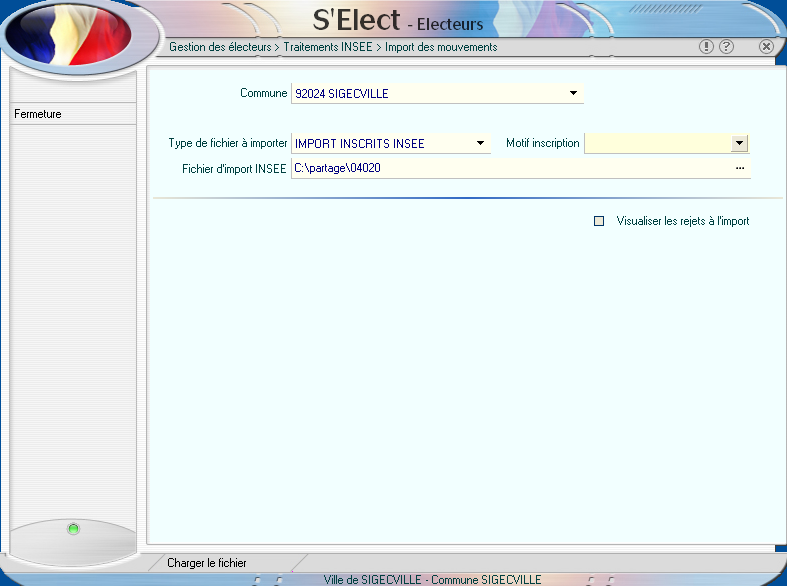 S'Elect - Electeurs
Gestion des électeurs > Traitements INSEE > Import des mouvements
Fermeture
Commune 92024 SIGECVILLE
Type de fichier à importer IMPORT INSCRITS INSEE Motif inscription
Fichier d'import INSEE C:\partage\04020 ...
Visualiser les rejets à l'import
Charger le fichier
Ville de SIGECVILLE - Commune SIGECVILLE